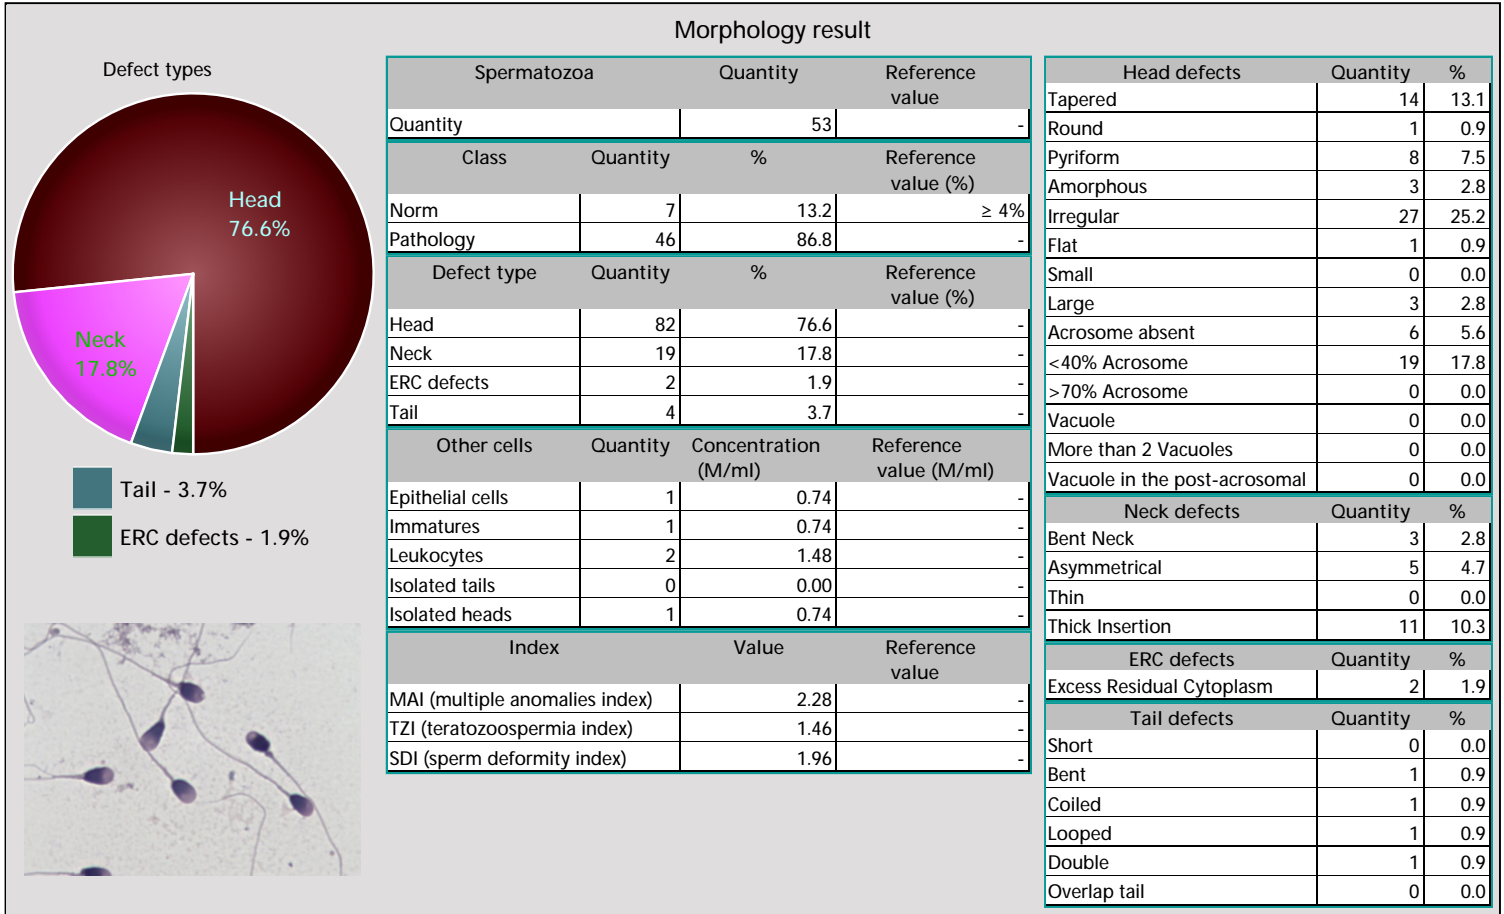 Morphology result
Defect types
Head
76.6%
Neck
17.8%
Tail - 3.7%
ERC defects - 1.9%
Spermatozoa Quantity Reference value
Quantity 53 -
Class Quantity % Reference value (%)
Norm 7 13.2 ≥ 4%
Pathology 46 86.8 -
Defect type Quantity % Reference value (%)
Head 82 76.6 -
Neck 19 17.8 -
ERC defects 2 1.9 -
Tail 4 3.7 -
Other cells Quantity Concentration (M/ml) Reference value (M/ml)
Epithelial cells 1 0.74 -
Immatures 1 0.74 -
Leukocytes 2 1.48 -
Isolated tails 0 0.00 -
Isolated heads 1 0.74 -
Index Value Reference value
MAI (multiple anomalies index) 2.28 -
TZI (teratozoospermia index) 1.46 -
SDI (sperm deformity index) 1.96 -
Head defects Quantity %
Tapered 14 13.1
Round 1 0.9
Pyriform 8 7.5
Amorphous 3 2.8
Irregular 27 25.2
Flat 1 0.9
Small 0 0.0
Large 3 2.8
Acrosome absent 6 5.6
<40% Acrosome 19 17.8
>70% Acrosome 0 0.0
Vacuole 0 0.0
More than 2 Vacuoles 0 0.0
Vacuole in the post-acrosomal 0 0.0
Neck defects Quantity %
Bent Neck 3 2.8
Asymmetrical 5 4.7
Thin 0 0.0
Thick Insertion 11 10.3
ERC defects Quantity %
Excess Residual Cytoplasm 2 1.9
Tail defects Quantity %
Short 0 0.0
Bent 1 0.9
Coiled 1 0.9
Looped 1 0.9
Double 1 0.9
Overlap tail 0 0.0